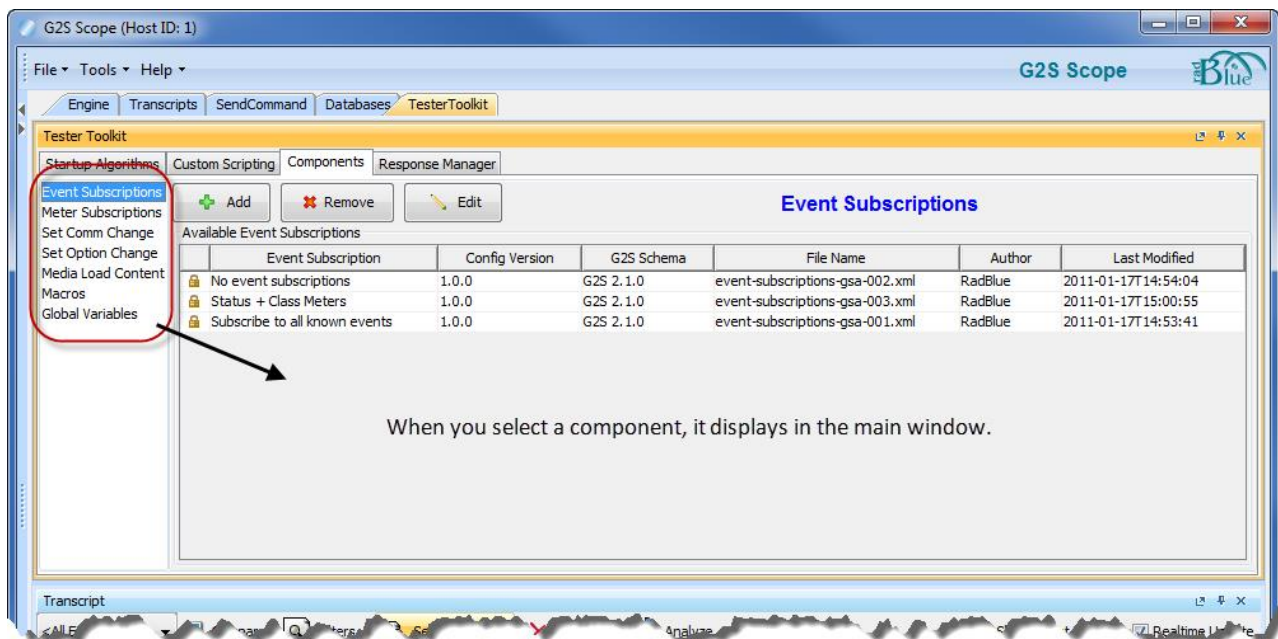 G2S Scope (Host ID: 1)
File Tools Help
G2S Scope
radBlue
Engine Transcripts SendCommand Databases TesterToolkit
Tester Toolkit
Startup Algorithms Custom Scripting Components Response Manager
Event Subscriptions
Meter Subscriptions
Set Comm Change
Set Option Change
Media Load Content
Macros
Global Variables
Add Remove Edit
Event Subscriptions
Available Event Subscriptions
Event Subscription Config Version G2S Schema File Name Author Last Modified
No event subscriptions 1.0.0 G2S 2.1.0 event-subscriptions-gsa-002.xml RadBlue 2011-01-17T14:54:04
Status + Class Meters 1.0.0 G2S 2.1.0 event-subscriptions-gsa-003.xml RadBlue 2011-01-17T15:00:55
Subscribe to all known events 1.0.0 G2S 2.1.0 event-subscriptions-gsa-001.xml RadBlue 2011-01-17T14:53:41
When you select a component, it displays in the main window.
Transcript
Analyze
Realtime